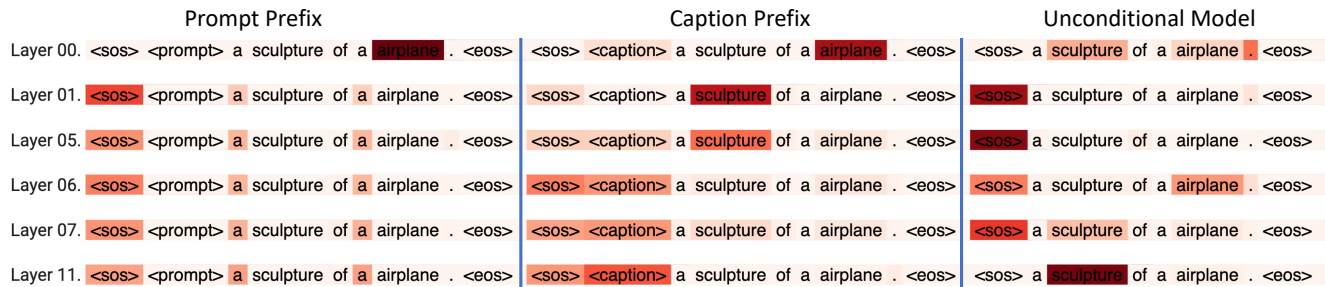 Prompt Prefix Caption Prefix Unconditional Model
Layer 00. <sos> <prompt> a sculpture of a airplane . <eos> <sos> <caption> a sculpture of a airplane . <eos> <sos> a sculpture of a airplane . <eos>
Layer 01. <sos> <prompt> a sculpture of a airplane . <eos> <sos> <caption> a sculpture of a airplane . <eos> <sos> a sculpture of a airplane . <eos>
Layer 05. <sos> <prompt> a sculpture of a airplane . <eos> <sos> <caption> a sculpture of a airplane . <eos> <sos> a sculpture of a airplane . <eos>
Layer 06. <sos> <prompt> a sculpture of a airplane . <eos> <sos> <caption> a sculpture of a airplane . <eos> <sos> a sculpture of a airplane . <eos>
Layer 07. <sos> <prompt> a sculpture of a airplane . <eos> <sos> <caption> a sculpture of a airplane . <eos> <sos> a sculpture of a airplane . <eos>
Layer 11. <sos> <prompt> a sculpture of a airplane . <eos> <sos> <caption> a sculpture of a airplane . <eos> <sos> a sculpture of a airplane . <eos>